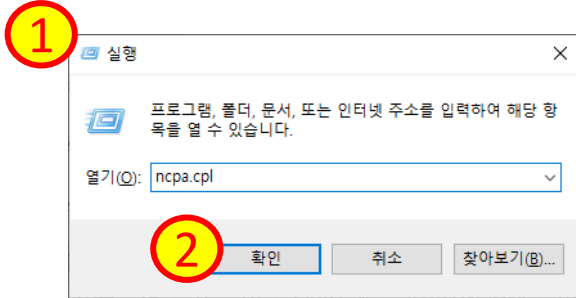 1
실행
프로그램, 폴더, 문서, 또는 인터넷 주소를 입력하여 해당 항
목을 열 수 있습니다.
열기(O): ncpa.cpl
2 확인 취소 찾아보기(B)...